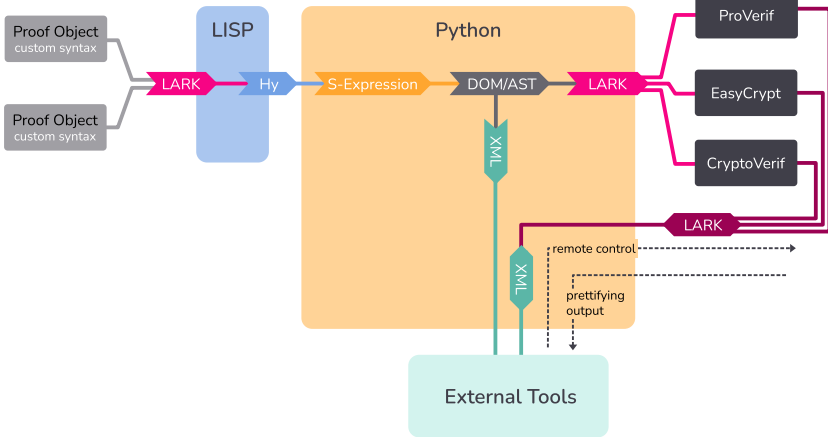 LISP
Python
ProVerif
Proof Object
custom syntax
LARK
Hy
S-Expression
DOM/AST
LARK
EasyCrypt
Proof Object
custom syntax
XML
CryptoVerif
LARK
remote control
XML
prettifying
output
External Tools